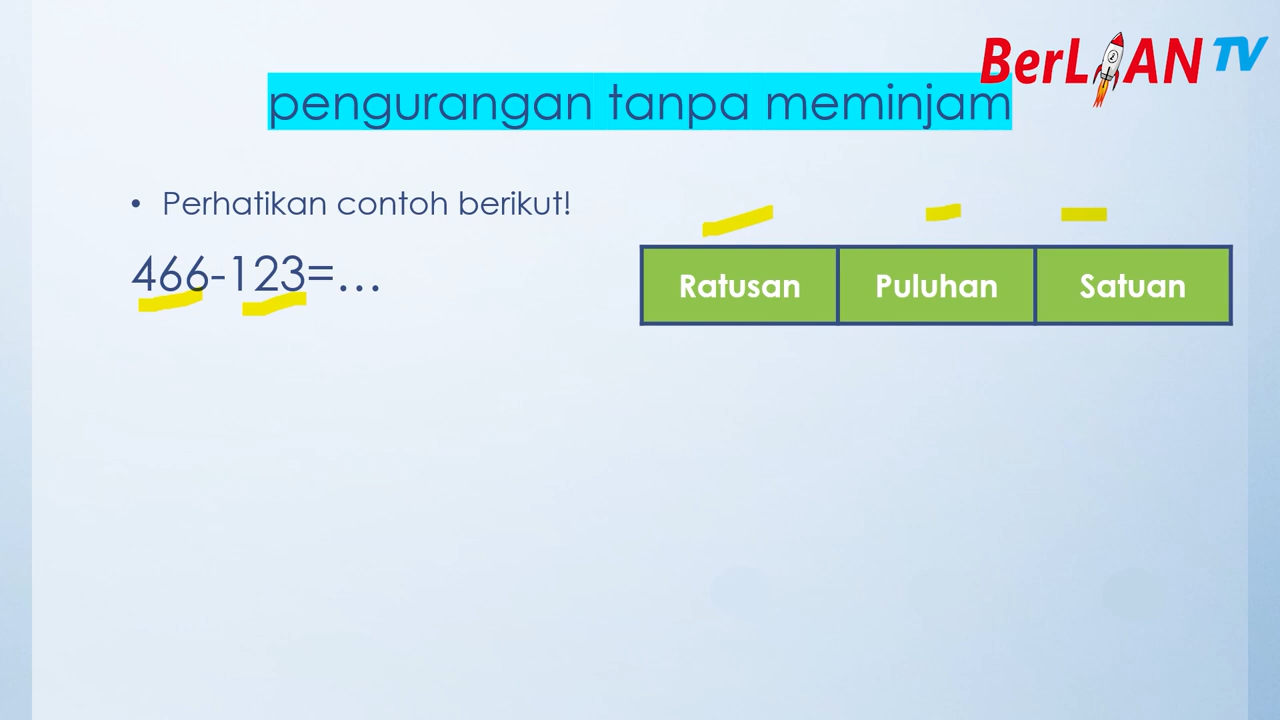 BerLIAN TV
pengurangan tanpa meminjam
• Perhatikan contoh berikut!
466-123=...
Ratusan Puluhan Satuan